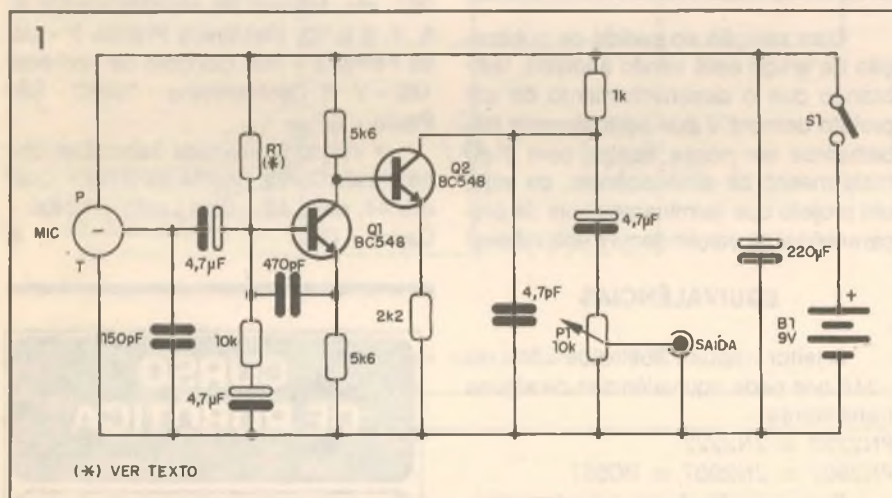 1
MIC
P
T
150pF
4,7µF
R1
(*)
10k
4,7µF
470pF
5k6
Q1
BC548
5k6
Q2
BC548
2k2
4,7pF
1k
4,7µF
P1
10k
SAÍDA
220µF
S1
+
B1
9V
(*) VER TEXTO